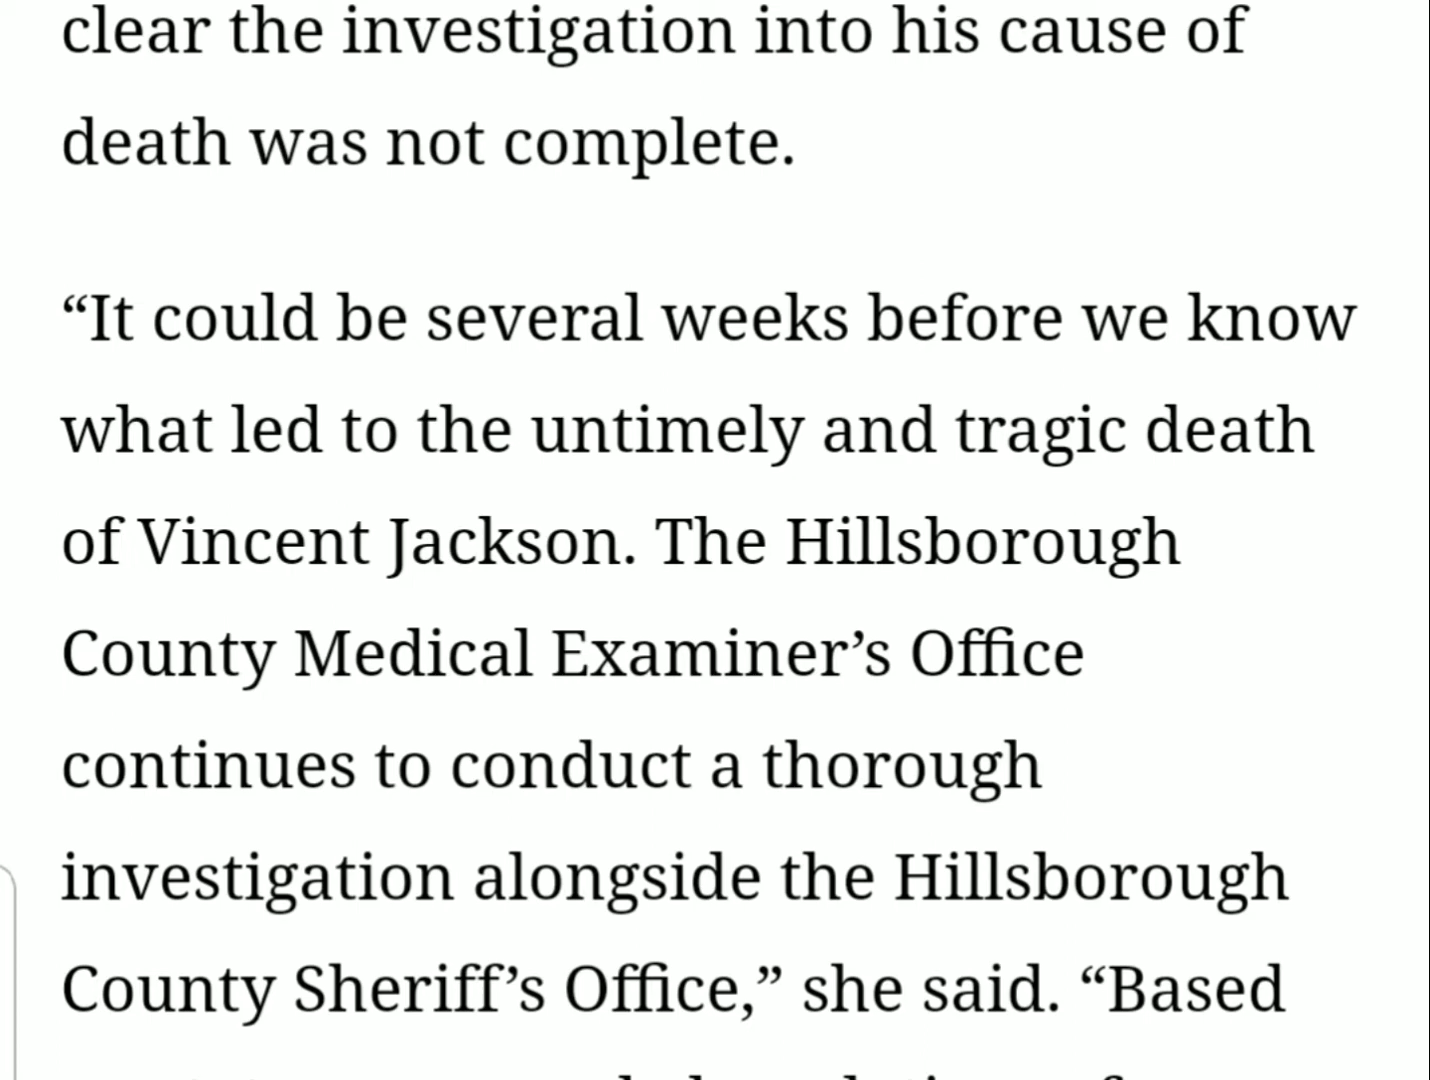 clear the investigation into his cause of
death was not complete.
“It could be several weeks before we know
what led to the untimely and tragic death
of Vincent Jackson. The Hillsborough
County Medical Examiner’s Office
continues to conduct a thorough
investigation alongside the Hillsborough
County Sheriff’s Office,” she said. “Based